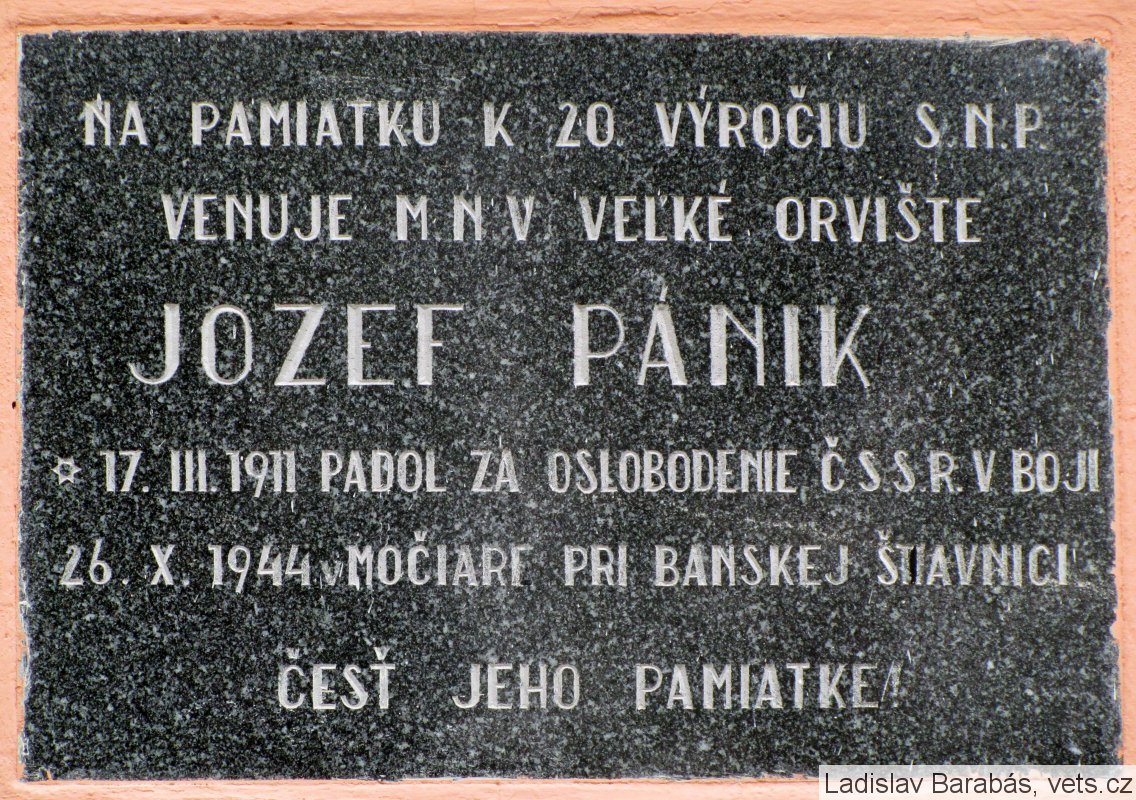 NA PAMIATKU K 20. VÝROČIU S.N.P.
VENUJE M.N V. VEĽKÉ ORVIŠTE
JOZEF PÁNIK
✡ 17. III. 1911 PADOL ZA OSLOBODENIE Č.S.S.R. V BOJI
26. X. 1944 v MOČIARE PRI BANSKEJ ŠTIAVNICI
ČESŤ JEHO PAMIATKE!
Ladislav Barabás, vets.cz